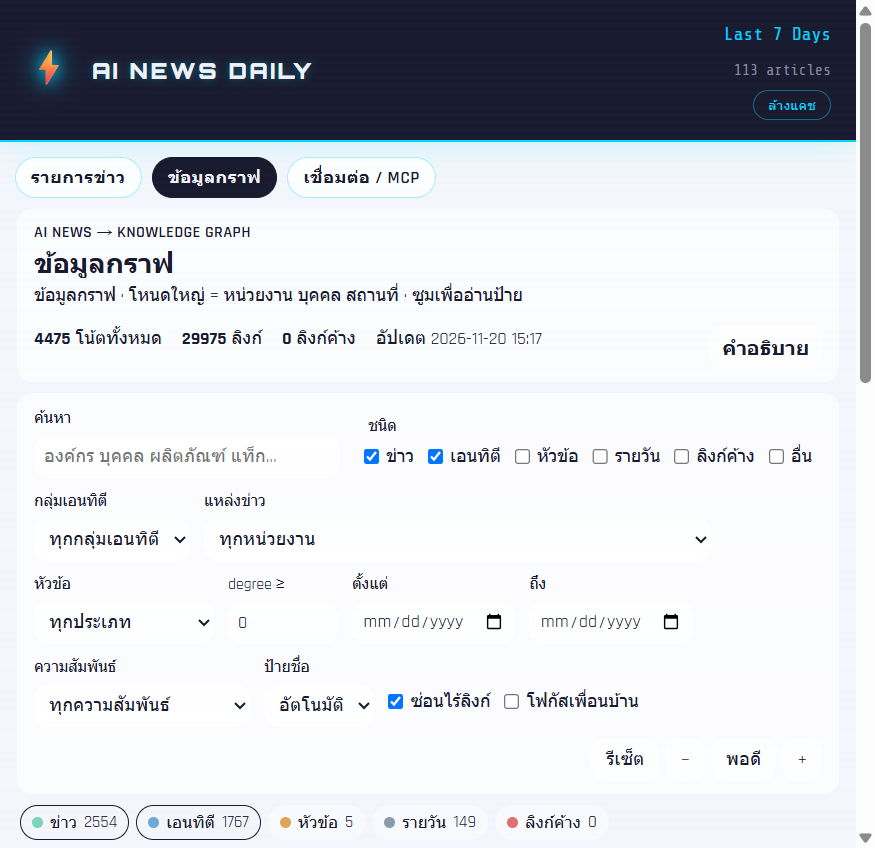 AI NEWS DAILY
Last 7 Days
113 articles
ล้างแคช
รายการข่าว
ข้อมูลกราฟ
เชื่อมต่อ / MCP
AI NEWS → KNOWLEDGE GRAPH
ข้อมูลกราฟ
ข้อมูลกราฟ · โหนดใหญ่ = หน่วยงาน บุคคล สถานที่ · ซูมเพื่ออ่านป้าย
4475 โน้ตทั้งหมด 29975 ลิงก์ 0 ลิงก์ค้าง อัปเดต 2026-11-20 15:17
คำอธิบาย
ค้นหา
องค์กร บุคคล ผลิตภัณฑ์ แท็ก...
ชนิด
ข่าว เอนทิตี หัวข้อ รายวัน ลิงก์ค้าง อื่น
กลุ่มเอนทิตี แหล่งข่าว
ทุกกลุ่มเอนทิตี ทุกหน่วยงาน
หัวข้อ degree ≥ ตั้งแต่ ถึง
ทุกประเภท 0 mm/dd/yyyy mm/dd/yyyy
ความสัมพันธ์ ป้ายชื่อ
ทุกความสัมพันธ์ อัตโนมัติ ซ่อนไร้ลิงก์ โฟกัสเพื่อนบ้าน
รีเซ็ต − พอดี +
ข่าว 2554 เอนทิตี 1767 หัวข้อ 5 รายวัน 149 ลิงก์ค้าง 0